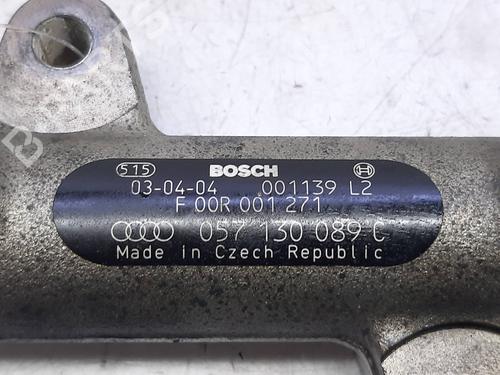 515 BOSCH
03-04-04 001139 L2
F 00R 001 271
057 130 089 C
Made in Czech Republic